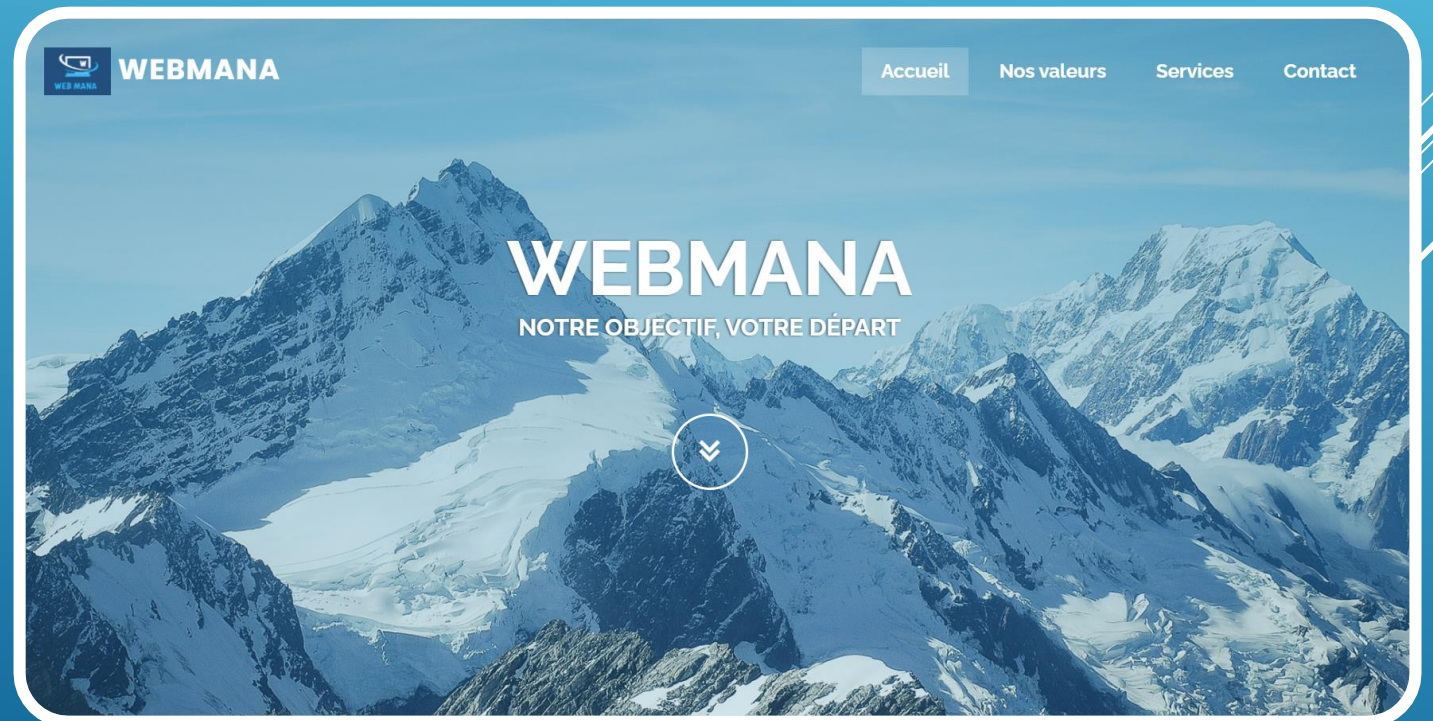 WEB MANA
WEBMANA
Accueil Nos valeurs Services Contact
WEBMANA
NOTRE OBJECTIF, VOTRE DÉPART